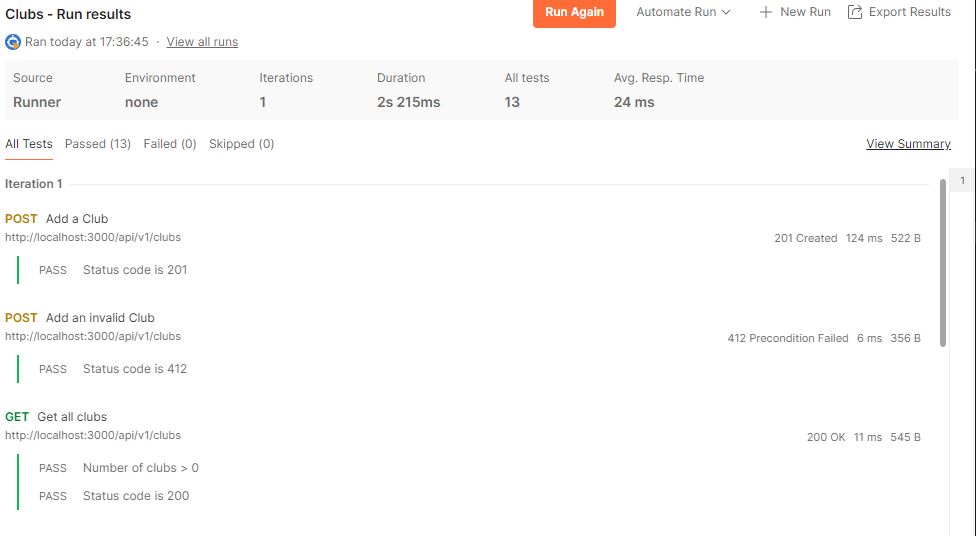 Clubs - Run results
Run Again
Automate Run
New Run
Export Results
Ran today at 17:36:45 · View all runs
Source Environment Iterations Duration All tests Avg. Resp. Time
Runner none 1 2s 215ms 13 24 ms
All Tests Passed (13) Failed (0) Skipped (0) View Summary
Iteration 1
1
POST Add a Club
http://localhost:3000/api/v1/clubs
201 Created 124 ms 522 B
PASS Status code is 201
POST Add an invalid Club
http://localhost:3000/api/v1/clubs
412 Precondition Failed 6 ms 356 B
PASS Status code is 412
GET Get all clubs
http://localhost:3000/api/v1/clubs
200 OK 11 ms 545 B
PASS Number of clubs > 0
PASS Status code is 200